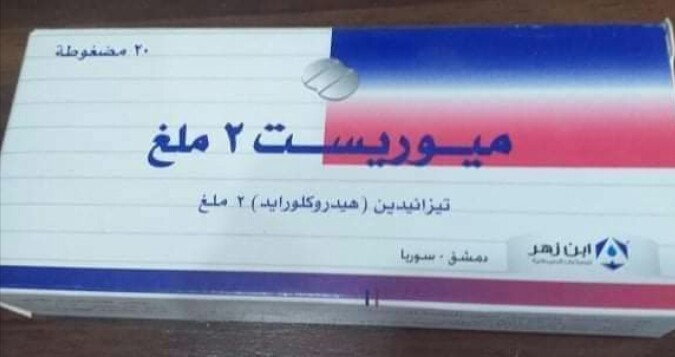 ٢٠ مضغوطة
ميوريست ٢ ملغ
تيزانيدين (هيدروكلورايد) ٢ ملغ
ابن زهر
دمشق - سوريا